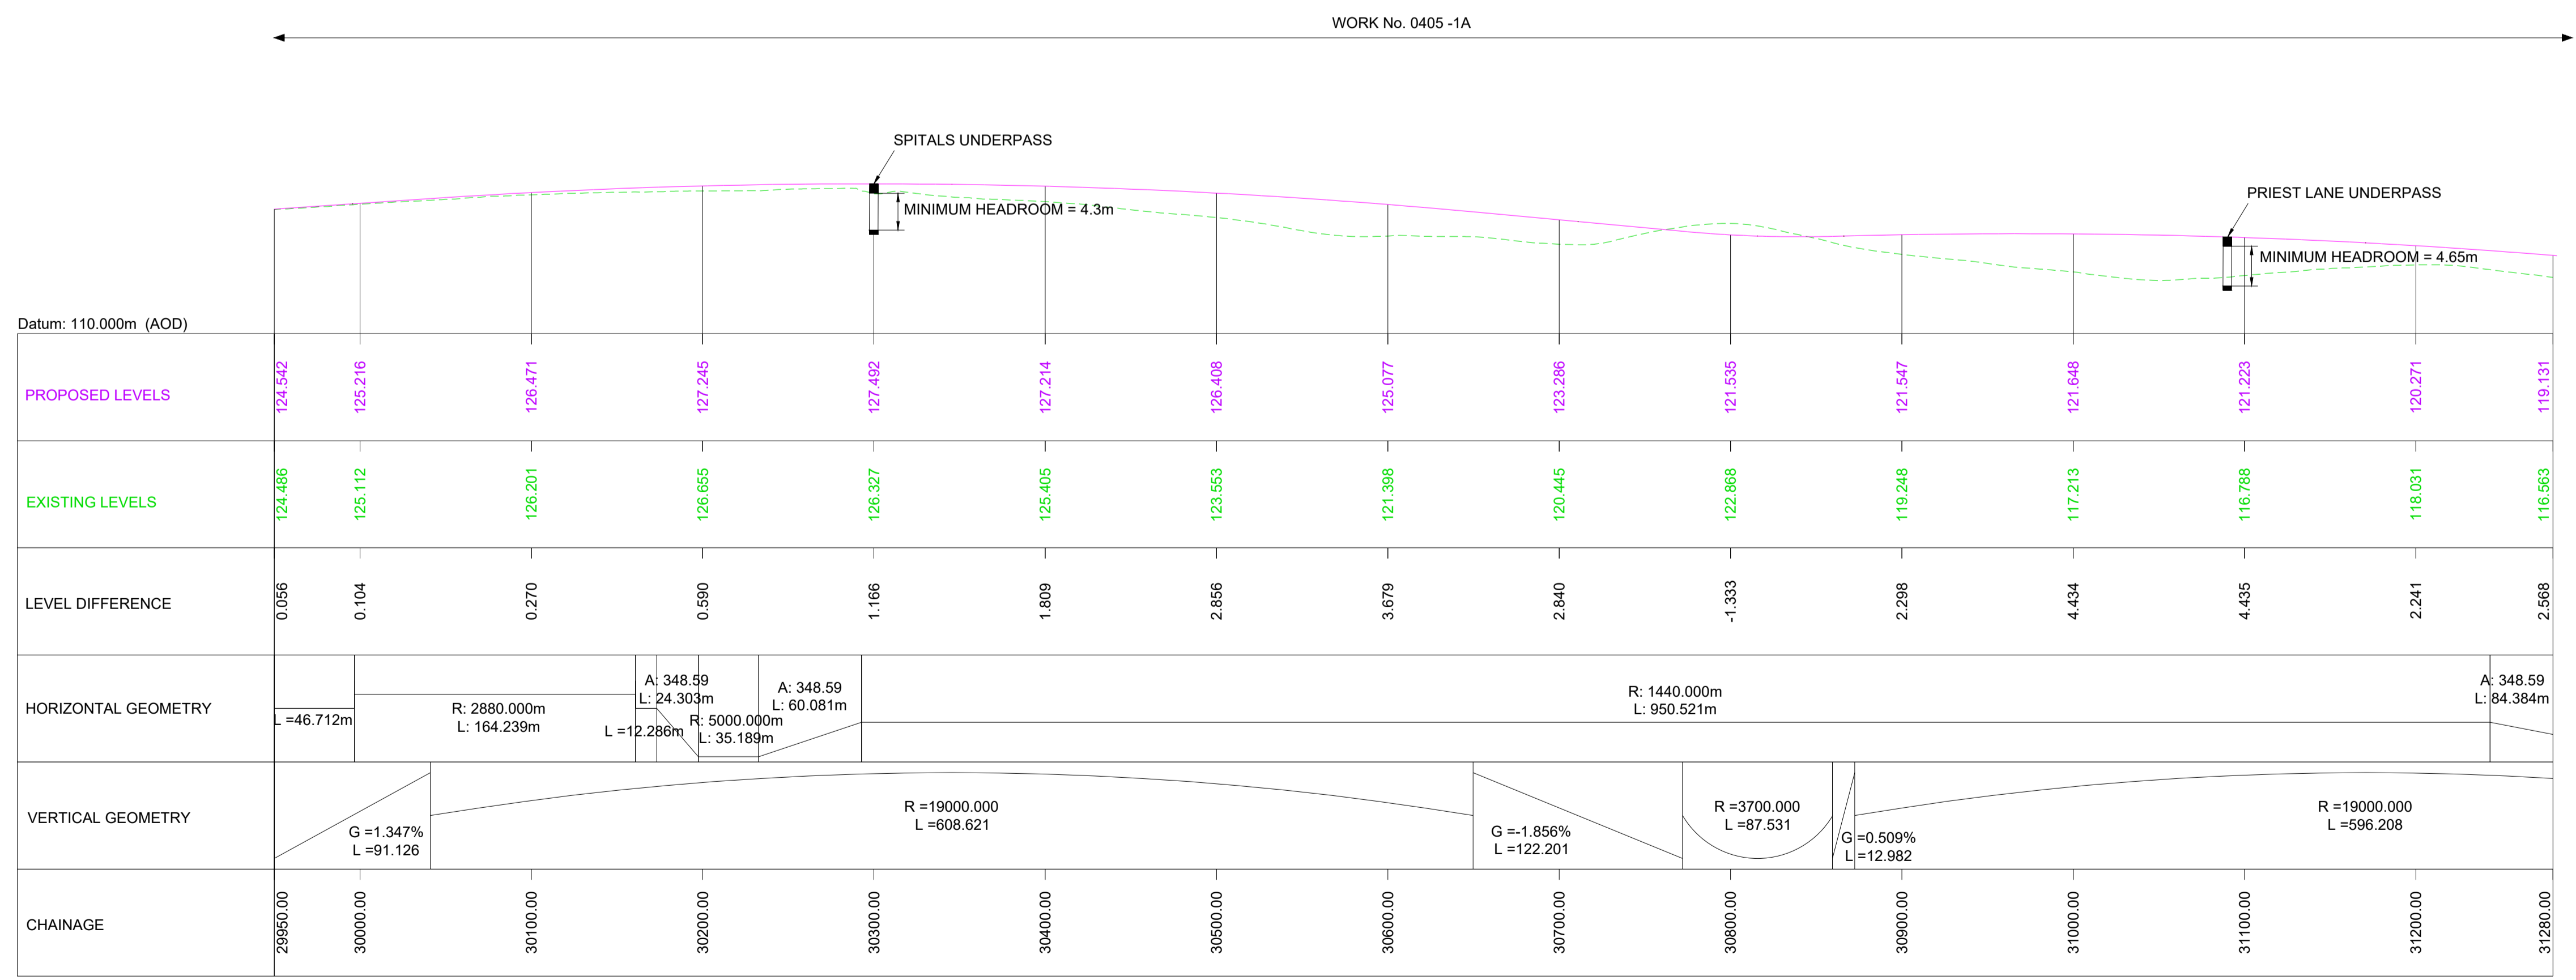 WORK No. 0405 -1A
SPITALS UNDERPASS
MINIMUM HEADROOM = 4.3m
PRIEST LANE UNDERPASS
MINIMUM HEADROOM = 4.65m
Datum: 110.000m (AOD)
PROPOSED LEVELS
124.542
125.216
126.471
127.245
127.492
127.214
126.408
125.077
123.286
121.535
121.547
121.648
121.223
120.271
119.131
EXISTING LEVELS
124.486
125.112
126.201
126.655
126.327
125.405
123.553
121.398
120.445
122.868
119.248
117.213
116.788
118.031
116.563
LEVEL DIFFERENCE
0.056
0.104
0.270
0.590
1.166
1.809
2.856
3.679
2.840
-1.333
2.298
4.434
4.435
2.241
2.568
HORIZONTAL GEOMETRY
L =46.712m
R: 2880.000m
L: 164.239m
L =12.286m
A: 348.59
L: 24.303m
R: 5000.000m
L: 35.189m
A: 348.59
L: 60.081m
R: 1440.000m
L: 950.521m
A: 348.59
L: 84.384m
VERTICAL GEOMETRY
G =1.347%
L =91.126
R =19000.000
L =608.621
G =-1.856%
L =122.201
R =3700.000
L =87.531
G =0.509%
L =12.982
R =19000.000
L =596.208
CHAINAGE
29950.00
30000.00
30100.00
30200.00
30300.00
30400.00
30500.00
30600.00
30700.00
30800.00
30900.00
31000.00
31100.00
31200.00
31280.00